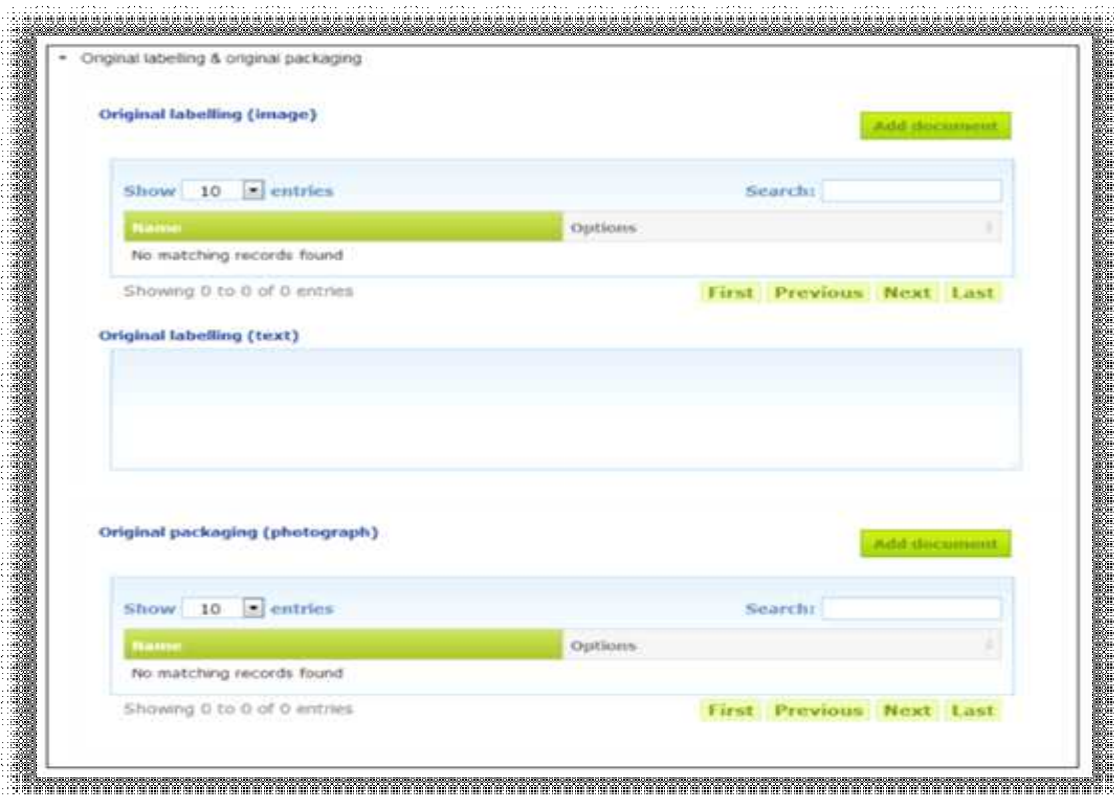 Original labelling & original packaging
Original labelling (image)
Add document
Show 10 entries Search:
Name Options
No matching records found
Showing 0 to 0 of 0 entries First Previous Next Last
Original labelling (text)
Original packaging (photograph)
Add document
Show 10 entries Search:
Name Options
No matching records found
Showing 0 to 0 of 0 entries First Previous Next Last